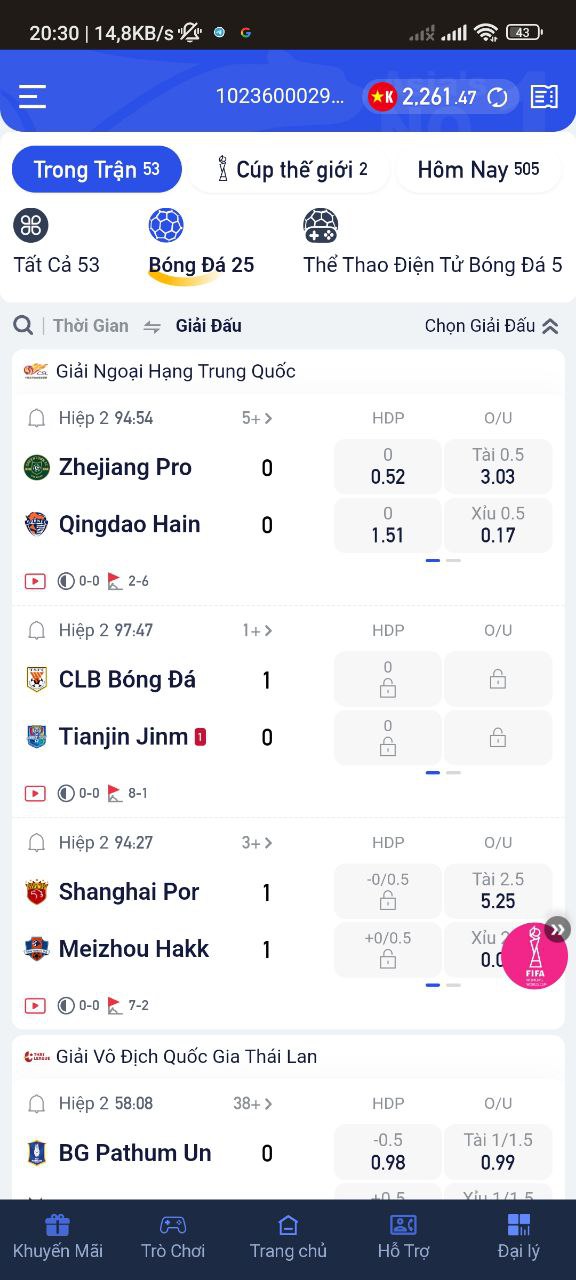 20:30 | 14,8KB/s 43
1023600029... K 2,261.47
Trong Trận 53 Cúp thế giới 2 Hôm Nay 505
Tất Cả 53 Bóng Đá 25 Thể Thao Điện Tử Bóng Đá 5
Thời Gian Giải Đấu Chọn Giải Đấu
Giải Ngoại Hạng Trung Quốc
Hiệp 2 94:54 5+ HDP O/U
0 Tài 0.5
Zhejiang Pro 0 0.52 3.03
0 Xỉu 0.5
Qingdao Hain 0 1.51 0.17
0-0 2-6
Hiệp 2 97:47 1+ HDP O/U
0
CLB Bóng Đá 1
0
Tianjin Jinm 1 0
0-0 8-1
Hiệp 2 94:27 3+ HDP O/U
-0/0.5 Tài 2.5
Shanghai Por 1 5.25
+0/0.5 Xỉu
Meizhou Hakk 1
FIFA
0-0 7-2
Giải Vô Địch Quốc Gia Thái Lan
Hiệp 2 58:08 38+ HDP O/U
-0.5 Tài 1/1.5
BG Pathum Un 0 0.98 0.99
+0.5 Xỉu 1/1.5
Khuyến Mãi Trò Chơi Trang chủ Hỗ Trợ Đại lý